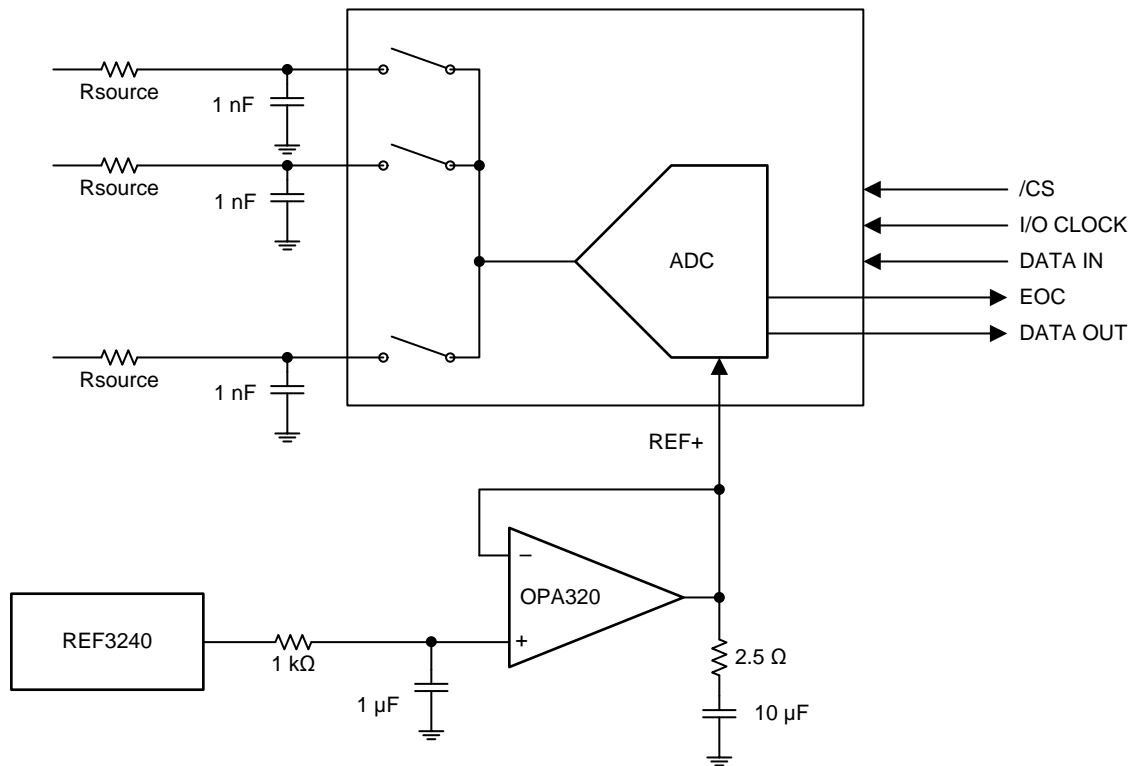 Rsource
1 nF
Rsource
1 nF
/CS
I/O CLOCK
ADC
DATA IN
EOC
DATA OUT
Rsource
1 nF
REF+
−
OPA320
REF3240
+
1 kΩ
2.5 Ω
1 µF
10 µF